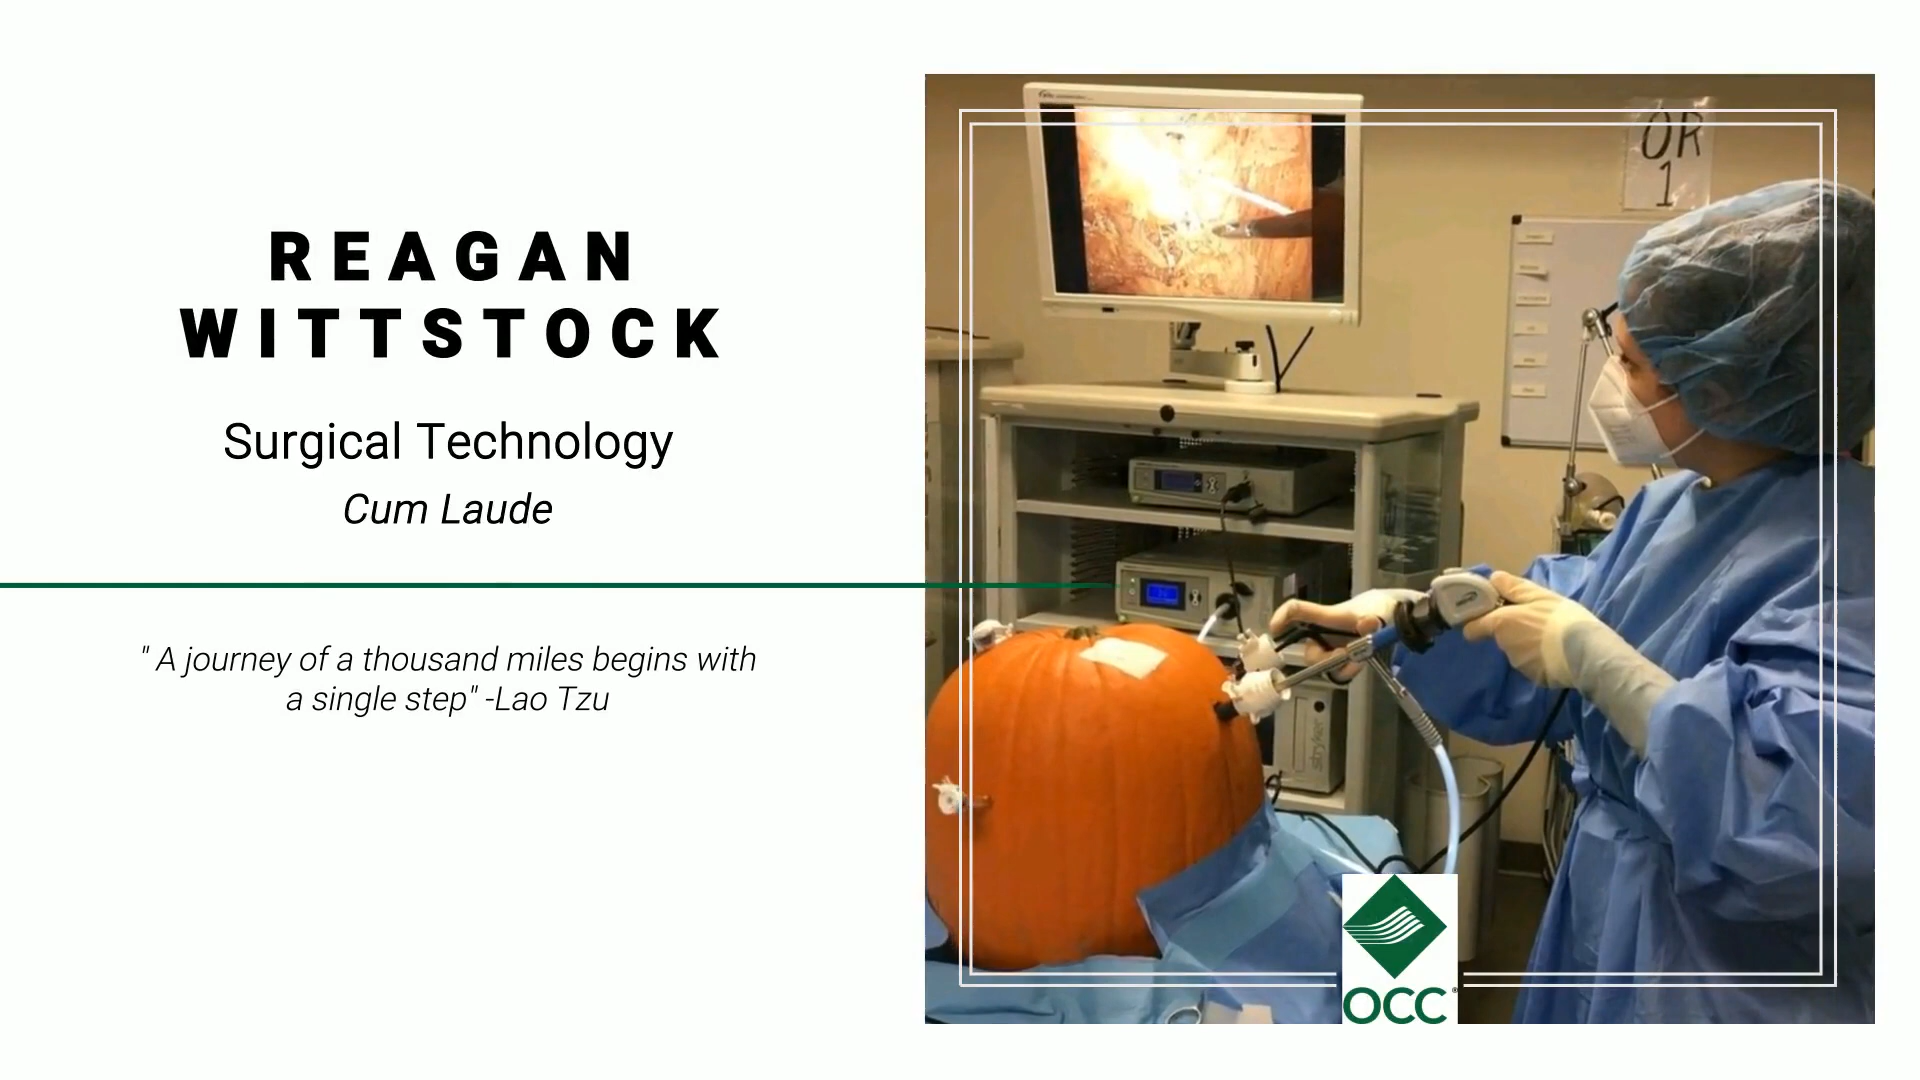 REAGAN
WITTSTOCK
Surgical Technology
Cum Laude
" A journey of a thousand miles begins with
a single step" -Lao Tzu
OR
1
stryker
OCC®